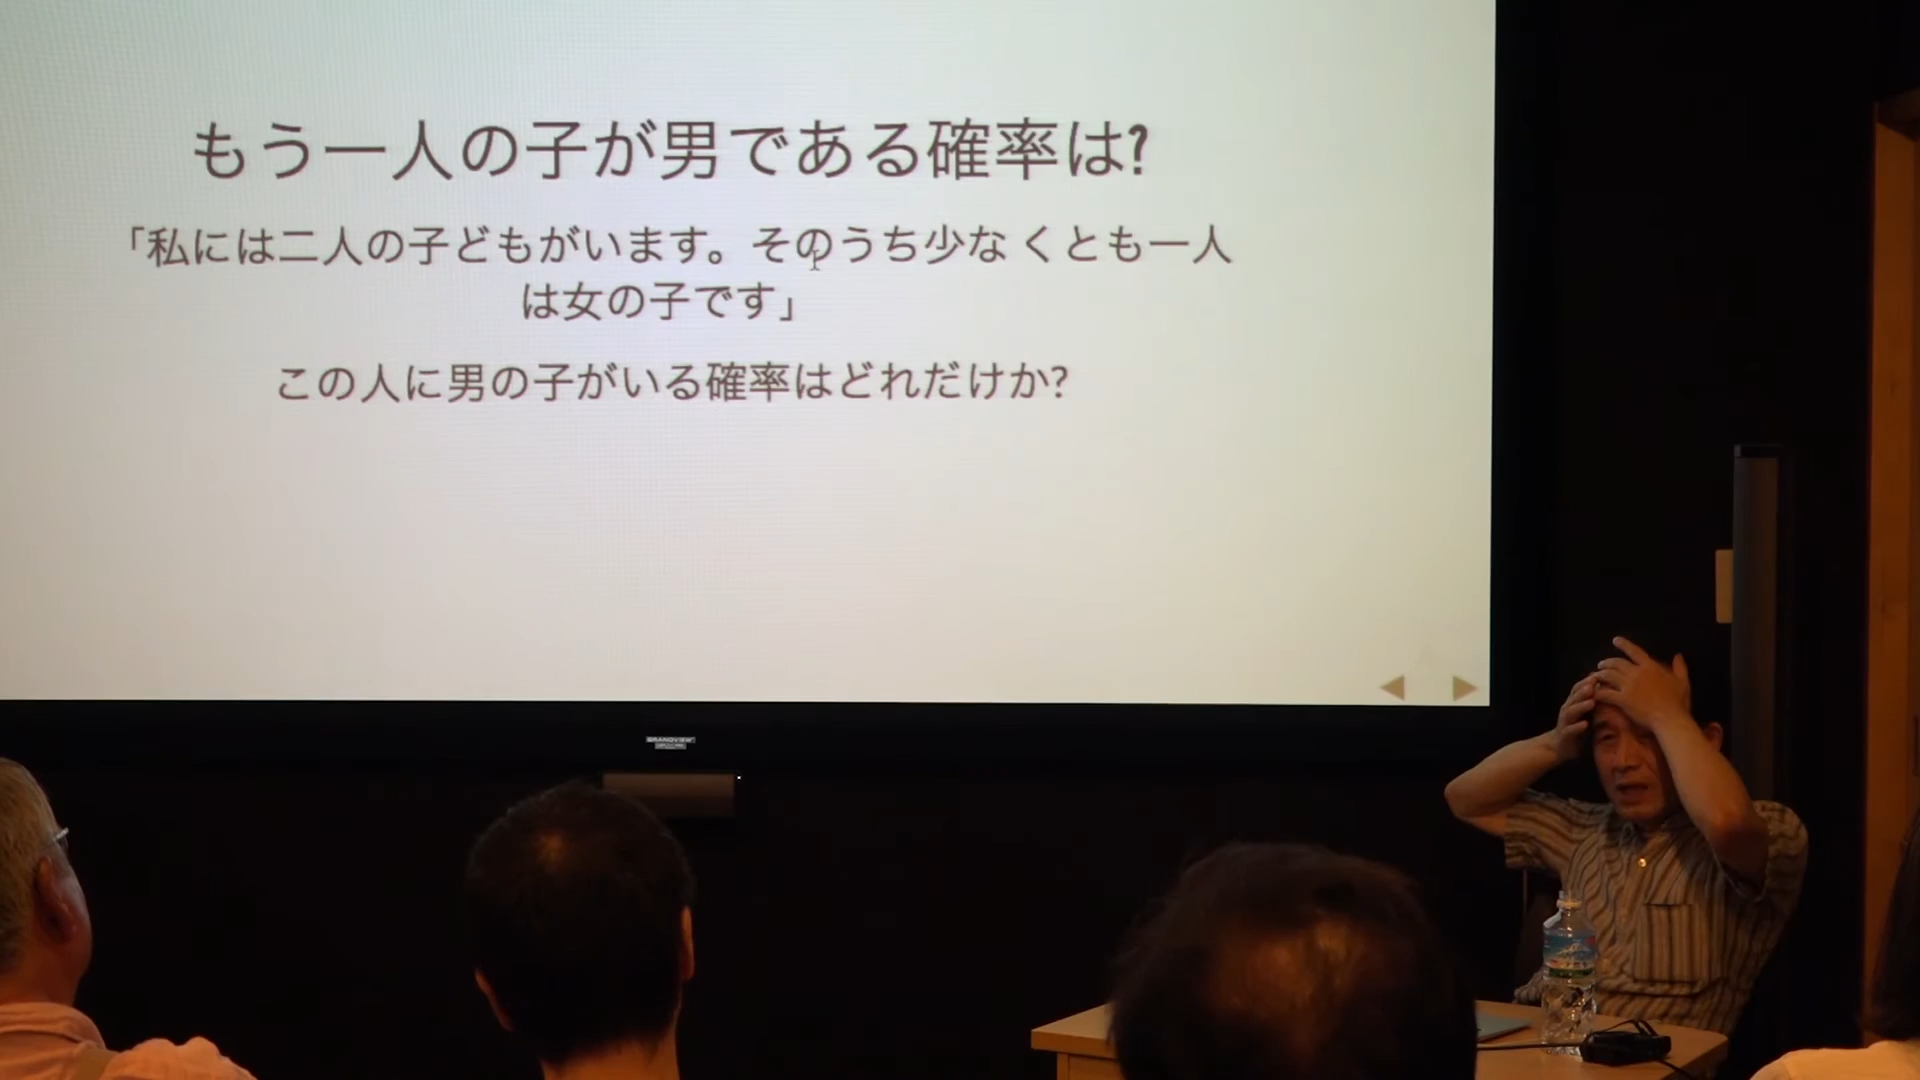 もう一人の子が男である確率は?
「私には二人の子どもがいます。そのうち少なくとも一人
は女の子です」
この人に男の子がいる確率はどれだけか?
GRANDVIEW